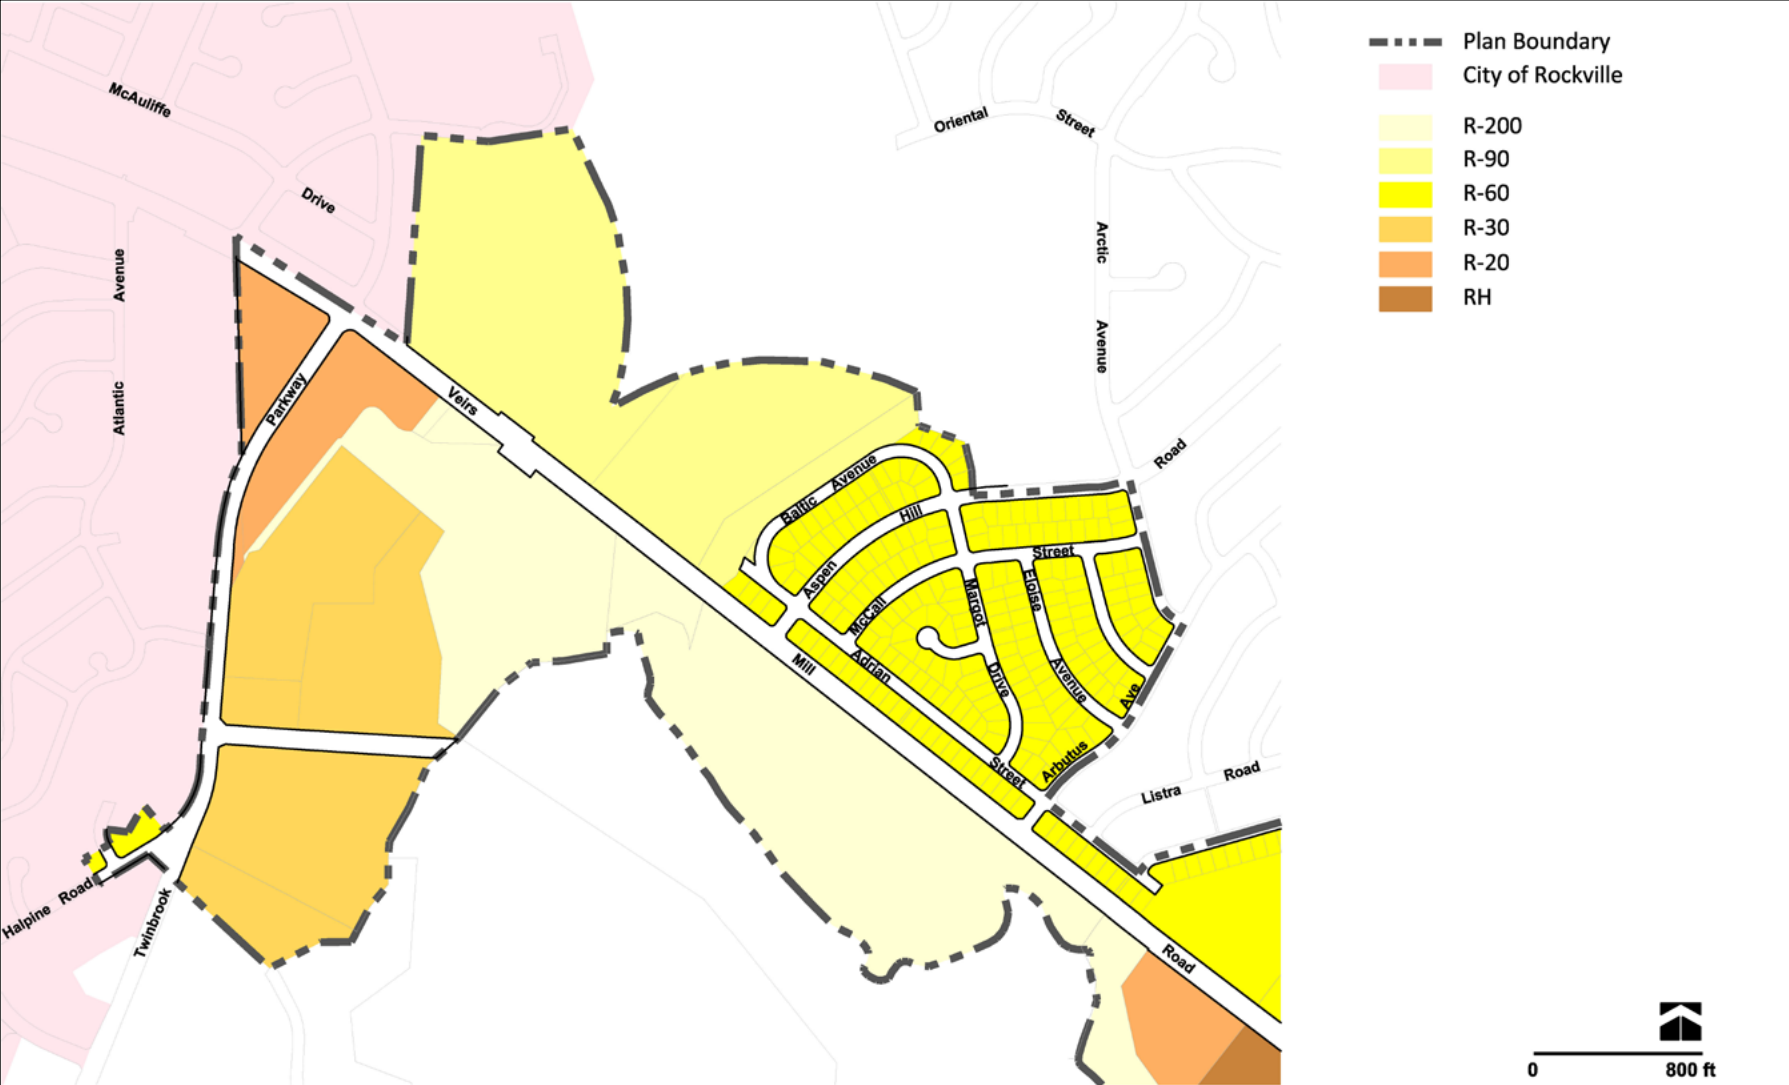 Plan Boundary
City of Rockville
R-200
R-90
R-60
R-30
R-20
RH
McAuliffe
Drive
Oriental
Street
Avenue
Atlantic
Arctic
Avenue
Road
Parkway
Veirs
Mill
Road
Baltic Avenue
Aspen
Hill
McCall
Street
Margot
Drive
Eloise
Avenue
Adrian
Street
Arbutus
Ave
Listra
Road
Halpine Road
Twinbrook
0 800 ft